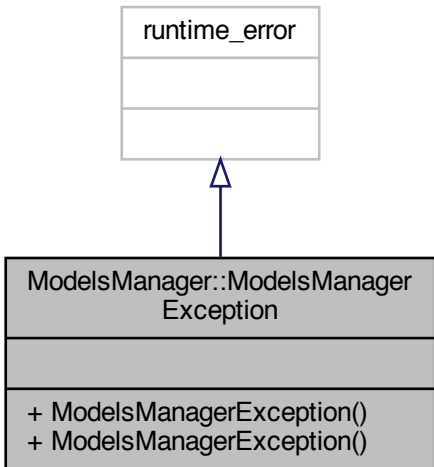 runtime_error
ModelsManager::ModelsManager
Exception
+ ModelsManagerException()
+ ModelsManagerException()